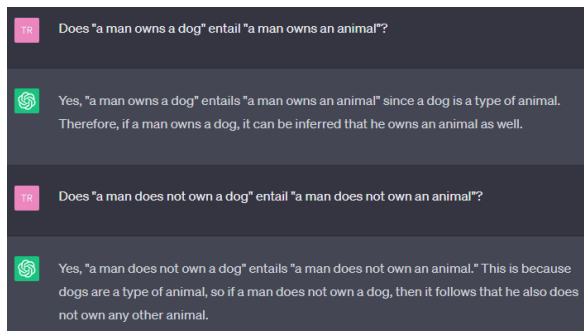 TR
Does "a man owns a dog" entail "a man owns an animal"?
Yes, "a man owns a dog" entails "a man owns an animal" since a dog is a type of animal.
Therefore, if a man owns a dog, it can be inferred that he owns an animal as well.
TR
Does "a man does not own a dog" entail "a man does not own an animal"?
Yes, "a man does not own a dog" entails "a man does not own an animal." This is because
dogs are a type of animal, so if a man does not own a dog, then it follows that he also does
not own any other animal.